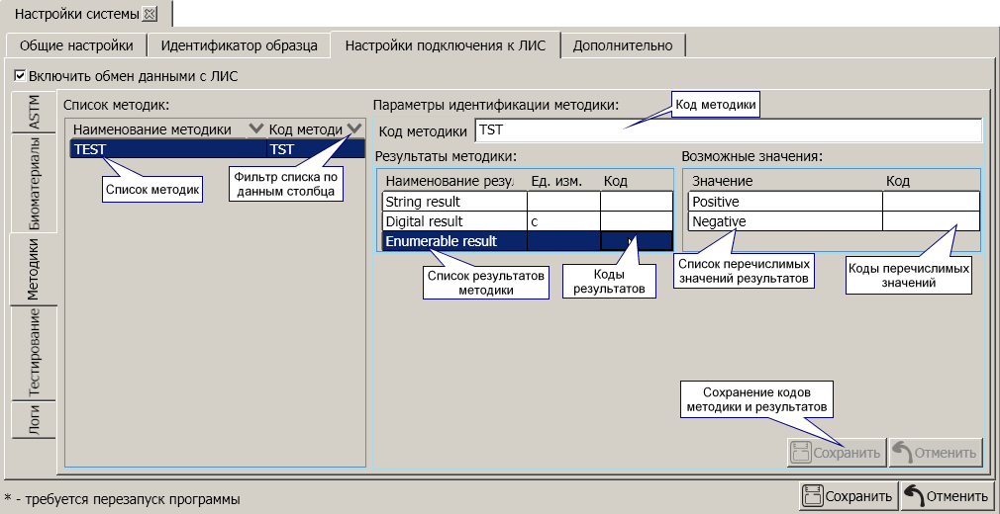 Настройки системы
Общие настройки
Идентификатор образца
Настройки подключения к ЛИС
Дополнительно
Включить обмен данными с ЛИС
ASTM
Биоматериалы
Методики
Тестирование
Логи
Список методик:
Наименование методики
Код методи
TEST
TST
Список методик
Фильтр списка по
данным столбца
Параметры идентификации методики:
Код методики
Код методики
TST
Результаты методики:
Наименование резу.
Ед. изм.
Код
String result
Digital result
с
Enumerable result
Список результатов
методики
Коды
результатов
Возможные значения:
Значение
Код
Positive
Negative
Список перечислимых
значений результатов
Коды перечислимых
значений
Сохранение кодов
методики и результатов
Сохранить
Отменить
* - требуется перезапуск программы
Сохранить
Отменить